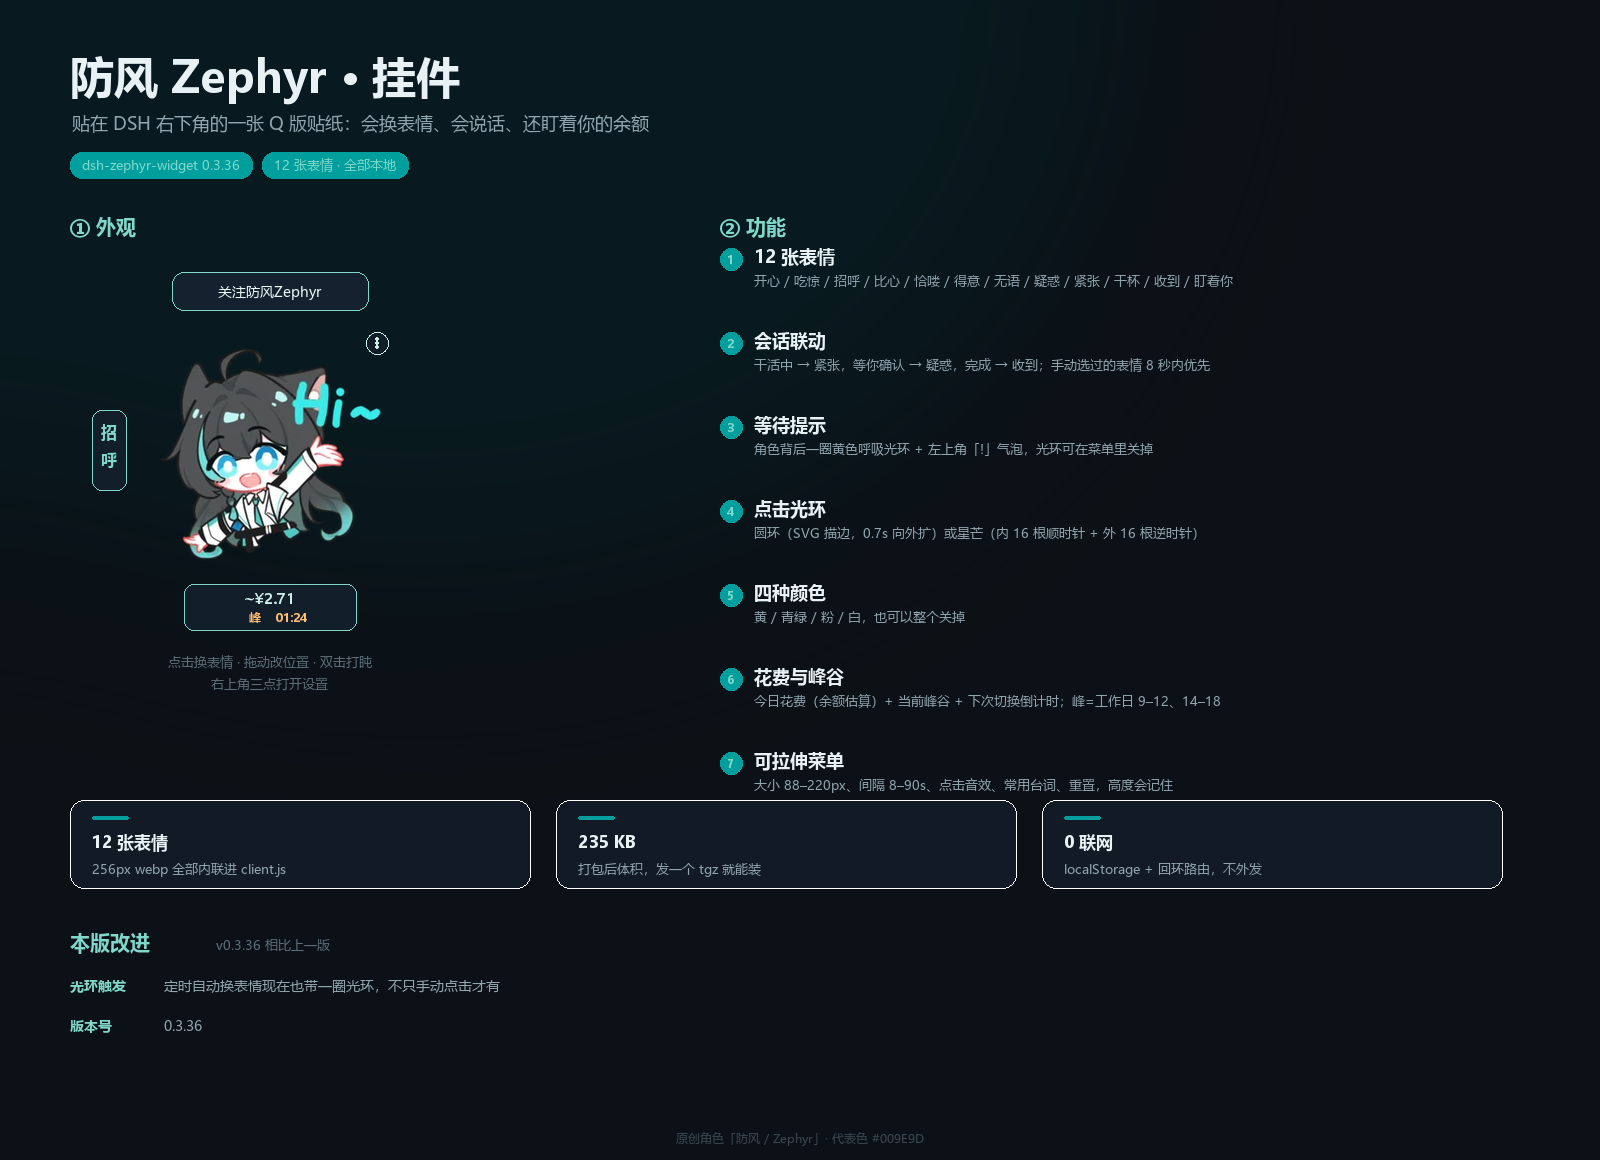 防风 Zephyr • 挂件
贴在 DSH 右下角的一张 Q 版贴纸：会换表情、会说话、还盯着你的余额
dsh-zephyr-widget 0.3.36
12 张表情 · 全部本地
① 外观
关注防风Zephyr
Hi~
招呼
~¥2.71
峰 01:24
点击换表情 · 拖动改位置 · 双击打盹
右上角三点打开设置
② 功能
1 12 张表情
开心 / 吃惊 / 招呼 / 比心 / 恰喽 / 得意 / 无语 / 疑惑 / 紧张 / 干杯 / 收到 / 盯着你
2 会话联动
干活中 → 紧张，等你确认 → 疑惑，完成 → 收到；手动选过的表情 8 秒内优先
3 等待提示
角色背后一圈黄色呼吸光环 + 左上角「!」气泡，光环可在菜单里关掉
4 点击光环
圆环（SVG 描边，0.7s 向外扩）或星芒（内 16 根顺时针 + 外 16 根逆时针）
5 四种颜色
黄 / 青绿 / 粉 / 白，也可以整个关掉
6 花费与峰谷
今日花费（余额估算）+ 当前峰谷 + 下次切换倒计时；峰=工作日 9–12、14–18
7 可拉伸菜单
大小 88–220px、间隔 8–90s、点击音效、常用台词、重置，高度会记住
12 张表情
256px webp 全部内联进 client.js
235 KB
打包后体积，发一个 tgz 就能装
0 联网
localStorage + 回环路由，不外发
本版改进 v0.3.36 相比上一版
光环触发 定时自动换表情现在也带一圈光环，不只手动点击才有
版本号 0.3.36
原创角色「防风 / Zephyr」· 代表色 #009E9D